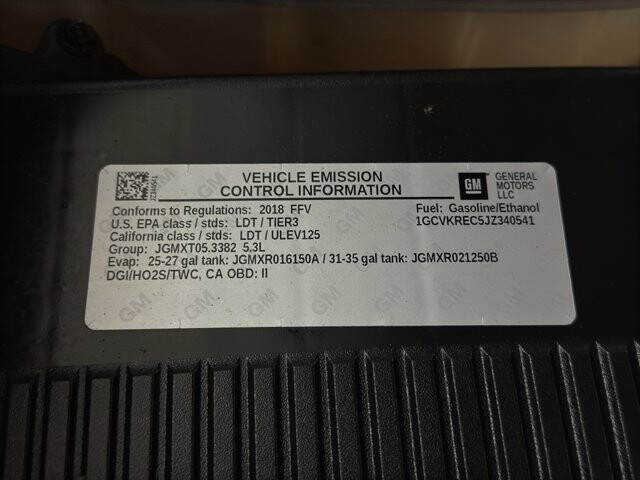 VEHICLE EMISSION
CONTROL INFORMATION
GM
GENERAL
MOTORS
LLC
JZ340541
Conforms to Regulations: 2018 FFV
Fuel: Gasoline/Ethanol
U.S. EPA class / stds: LDT / TIER3
1GCVKREC5JZ340541
California class / stds: LDT / ULEV125
Group: JGMXT05.3382 5.3L
Evap: 25-27 gal tank: JGMXR016150A / 31-35 gal tank: JGMXR021250B
DGI/HO2S/TWC, CA OBD: II